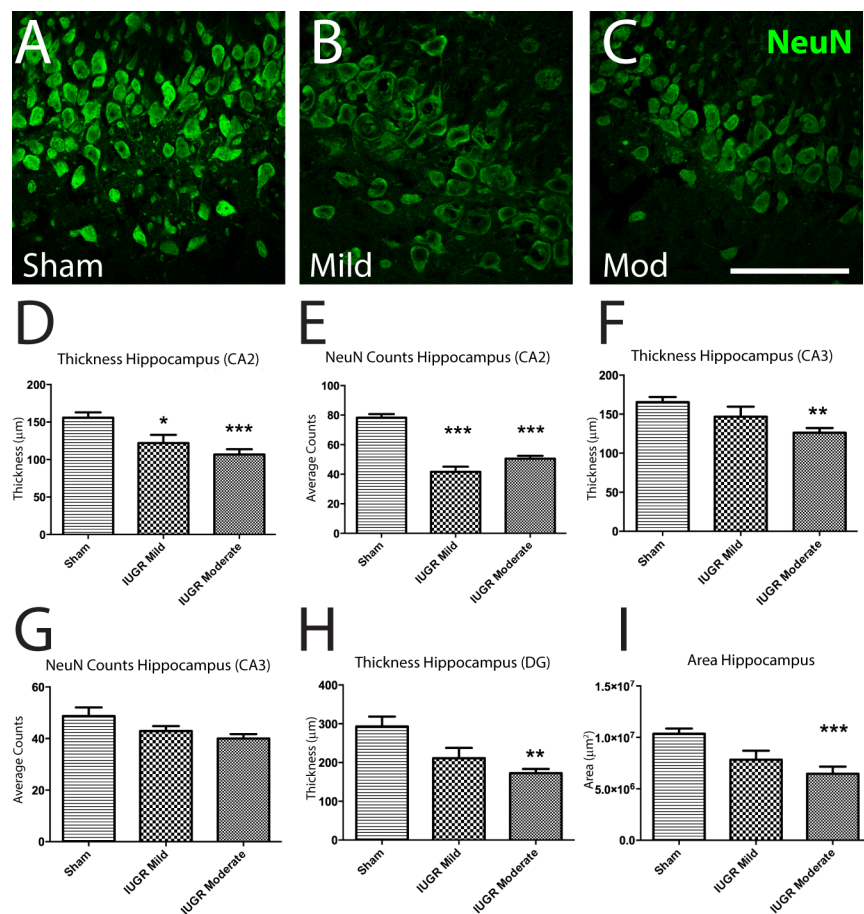 A
B
C
NeuN
Sham
Mild
Mod
D
E
F
Thickness Hippocampus (CA2)
200
150
100
50
0
Thickness (μm)
*
***
Sham
IUGR Mild
IUGR Moderate
NeuN Counts Hippocampus (CA2)
100
80
60
40
20
0
Average Counts
***
***
Sham
IUGR Mild
IUGR Moderate
Thickness Hippocampus (CA3)
200
150
100
50
0
Thickness (μm)
**
Sham
IUGR Mild
IUGR Moderate
G
H
I
NeuN Counts Hippocampus (CA3)
60
40
20
0
Average Counts
Sham
IUGR Mild
IUGR Moderate
Thickness Hippocampus (DG)
400
300
200
100
0
Thickness (μm)
**
Sham
IUGR Mild
IUGR Moderate
Area Hippocampus
1.5×10⁷
1.0×10⁷
5.0×10⁶
0.0
Area (μm²)
***
Sham
IUGR Mild
IUGR Moderate